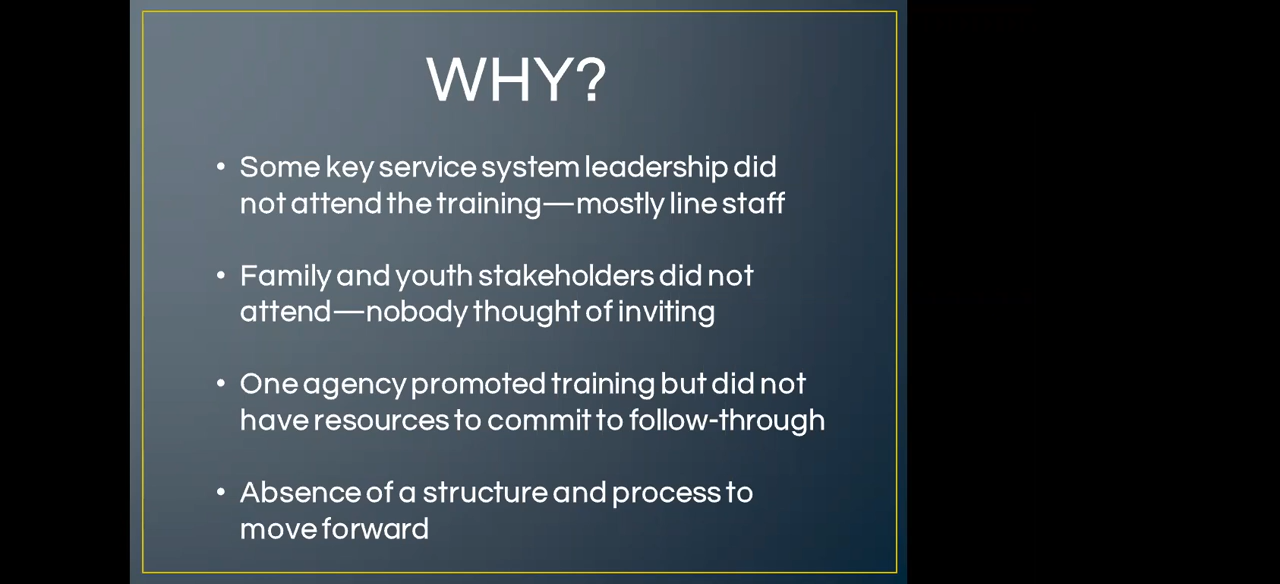 WHY?
• Some key service system leadership did
not attend the training—mostly line staff
• Family and youth stakeholders did not
attend—nobody thought of inviting
• One agency promoted training but did not
have resources to commit to follow-through
• Absence of a structure and process to
move forward